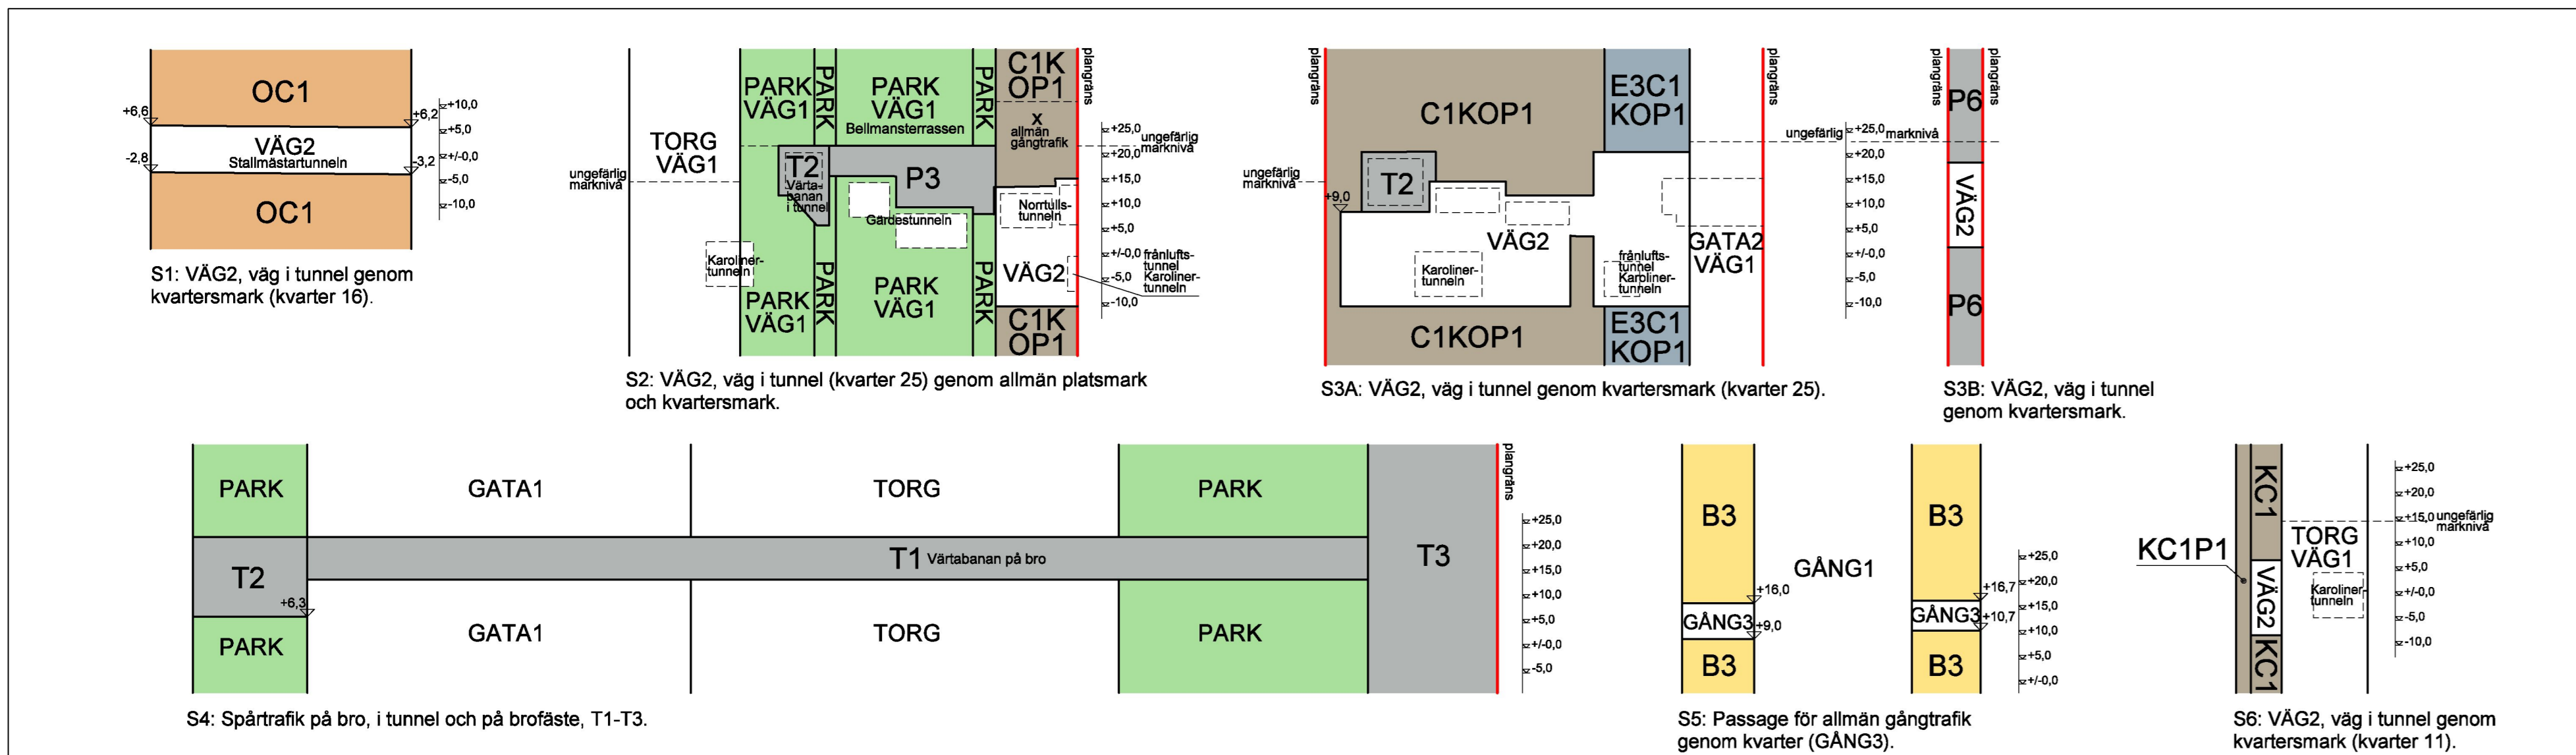 OC1
+6,6
+6,2
VÄG2
Stallmästartunneln
-2,8
-3,2
OC1
+10,0
+5,0
+/-0,0
-5,0
-10,0
S1: VÄG2, väg i tunnel genom
kvartersmark (kvarter 16).
TORG
VÄG1
ungefärlig
marknivå
PARK
VÄG1
PARK
PARK
VÄG1
Bellmansterrassen
PARK
C1K
OP1
plangräns
X
allmän
gångtrafik
T2
Värta-
banan
i tunnel
P3
Gärdestunneln
Norrtulls-
tunneln
Karoliner-
tunneln
PARK
VÄG1
PARK
PARK
VÄG1
PARK
VÄG2
C1K
OP1
+25,0
ungefärlig
marknivå
+20,0
+15,0
+10,0
+5,0
+/-0,0
-5,0
-10,0
frånlufts-
tunnel
Karoliner-
tunneln
S2: VÄG2, väg i tunnel (kvarter 25) genom allmän platsmark
och kvartersmark.
plangräns
C1KOP1
E3C1
KOP1
plangräns
ungefärlig
marknivå
+9,0
T2
VÄG2
Karoliner-
tunneln
frånlufts-
tunnel
Karoliner-
tunneln
GATA2
VÄG1
C1KOP1
E3C1
KOP1
S3A: VÄG2, väg i tunnel genom kvartersmark (kvarter 25).
ungefärlig
marknivå
+25,0
+20,0
+15,0
+10,0
+5,0
+/-0,0
-5,0
-10,0
plangräns
plangräns
P6
VÄG2
P6
S3B: VÄG2, väg i tunnel
genom kvartersmark.
PARK
GATA1
TORG
PARK
plangräns
T2
+6,3
T1 Värtabanan på bro
T3
PARK
GATA1
TORG
PARK
+25,0
+20,0
+15,0
+10,0
+5,0
+/-0,0
-5,0
S4: Spårtrafik på bro, i tunnel och på brofäste, T1-T3.
B3
+16,0
GÅNG3
+9,0
B3
GÅNG1
B3
+16,7
GÅNG3
+10,7
B3
+25,0
+20,0
+15,0
+10,0
+5,0
+/-0,0
S5: Passage för allmän gångtrafik
genom kvarter (GÅNG3).
KC1P1
KC1
VÄG2
KC1
TORG
VÄG1
Karoliner-
tunneln
+25,0
+20,0
+15,0
ungefärlig
marknivå
+10,0
+5,0
+/-0,0
-5,0
-10,0
S6: VÄG2, väg i tunnel genom
kvartersmark (kvarter 11).